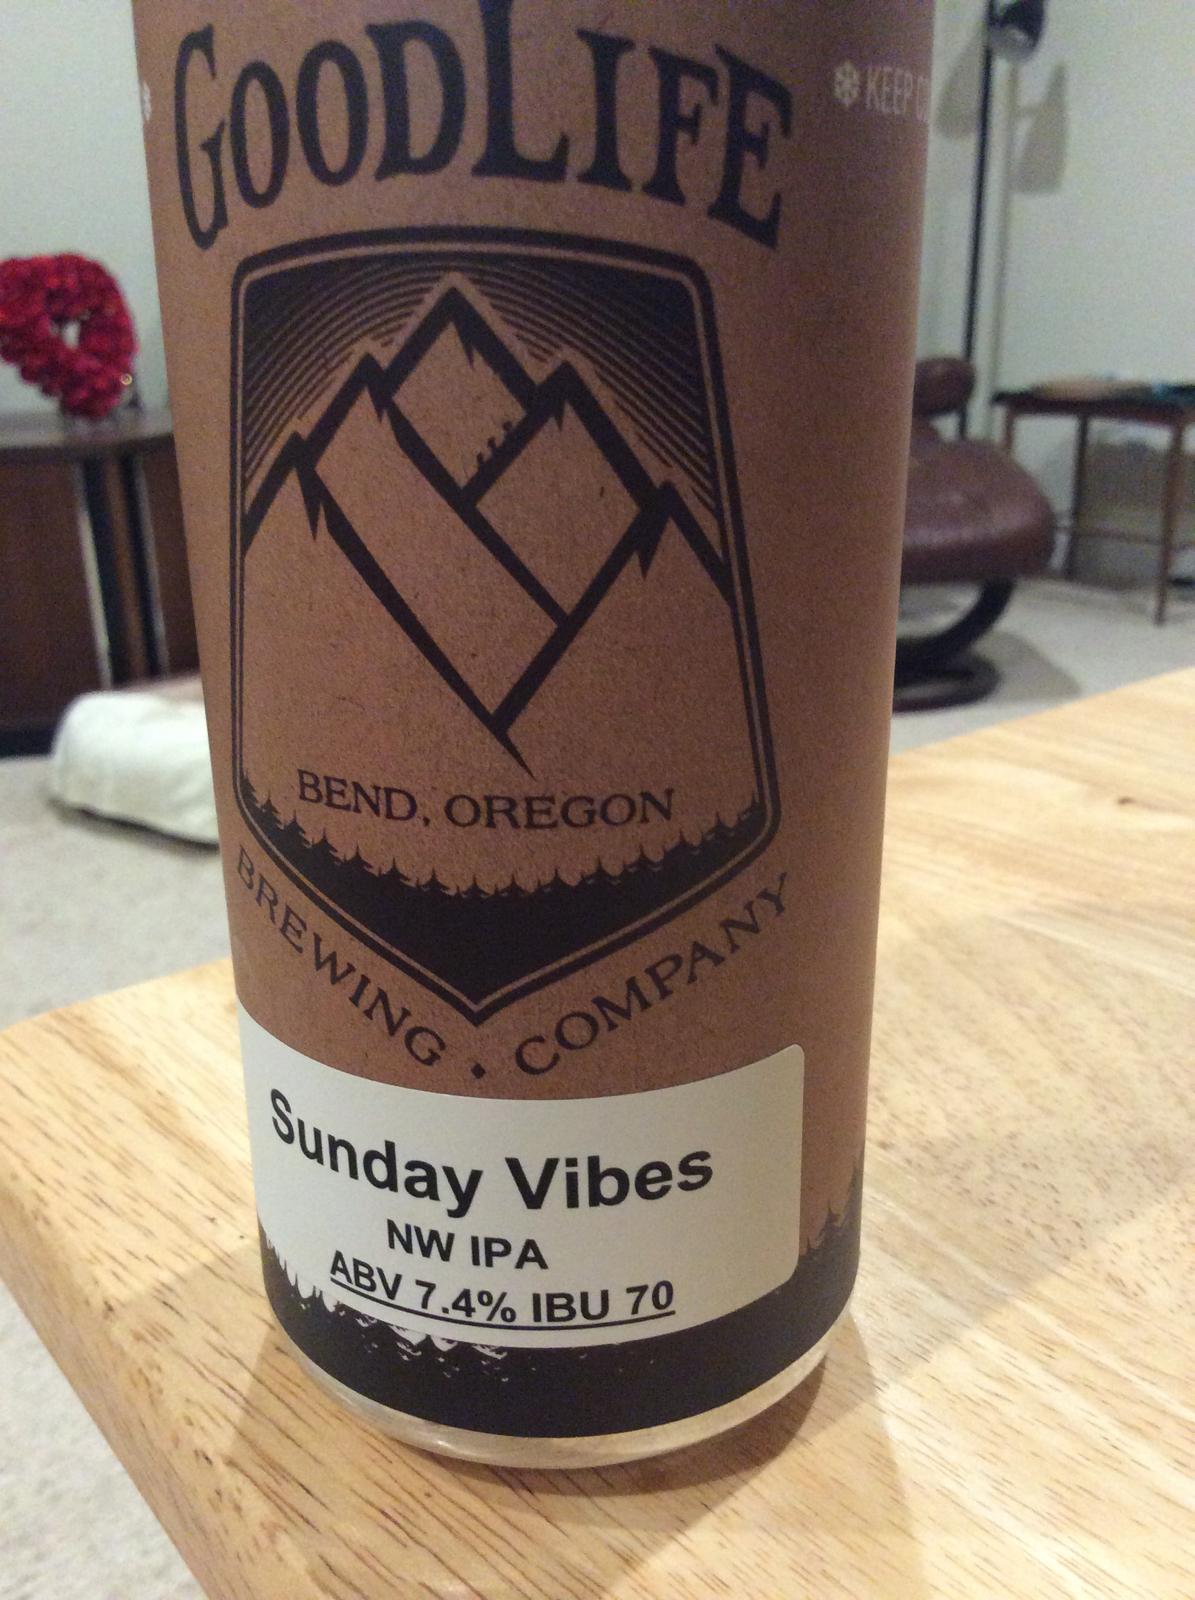 GOODLIFE
KEEP
BEND, OREGON
BREWING • COMPANY
Sunday Vibes
NW IPA
ABV 7.4% IBU 70